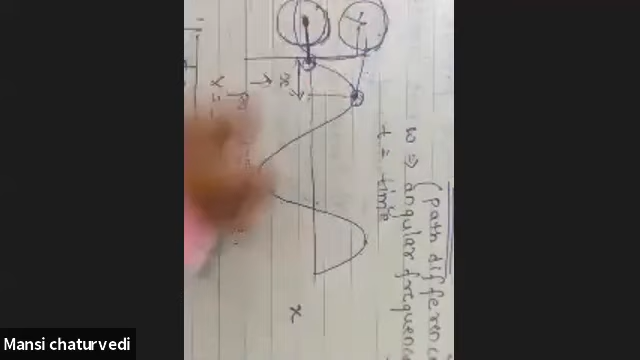 (path difference
w ⇒ angular frequency
t = time
x
x
y =
Mansi chaturvedi